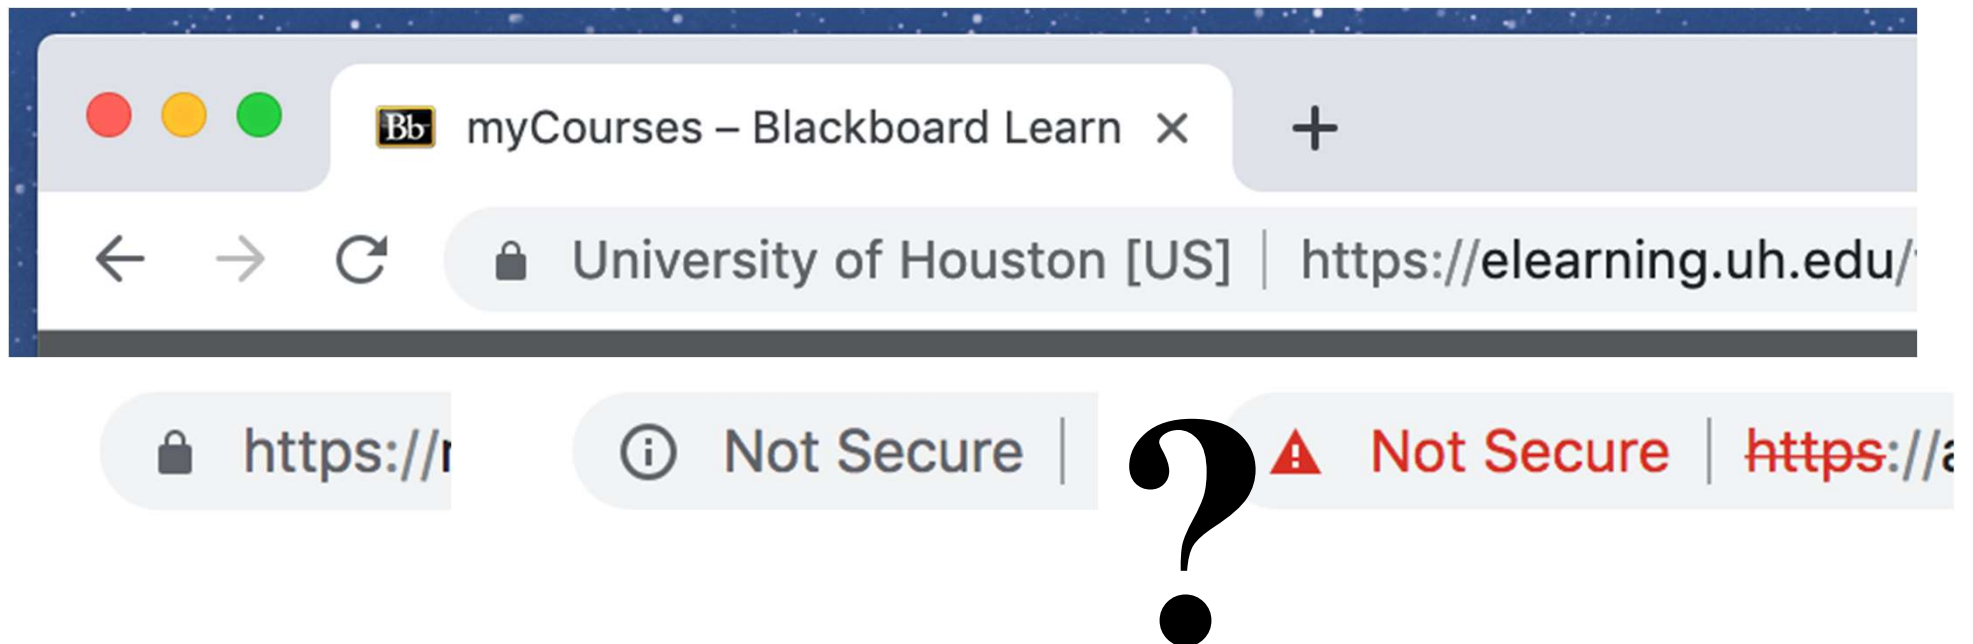 Bb myCourses – Blackboard Learn
University of Houston [US] | https://elearning.uh.edu/
https:// Not Secure | ? Not Secure | https://